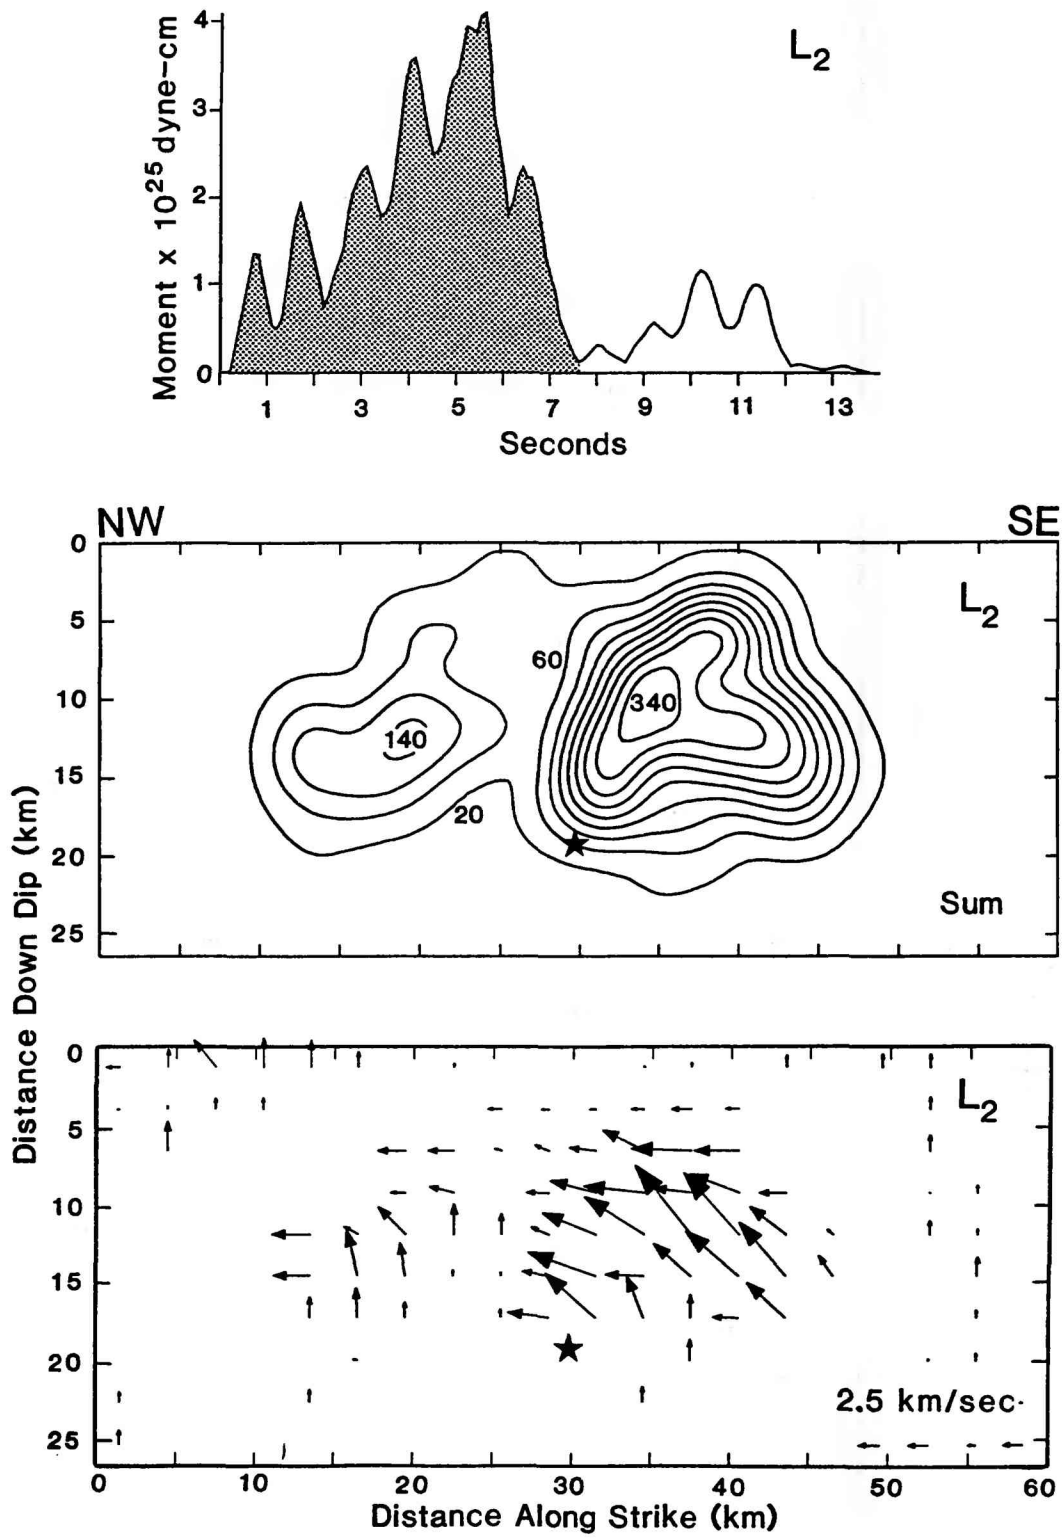 L2
Moment x 10^25 dyne-cm
4
3
2
1
0
1 3 5 7 9 11 13
Seconds
NW SE
L2
0
5
10
15
20
25
60
340
140
20
Sum
Distance Down Dip (km)
L2
0
5
10
15
20
25
2.5 km/sec
0 10 20 30 40 50 60
Distance Along Strike (km)